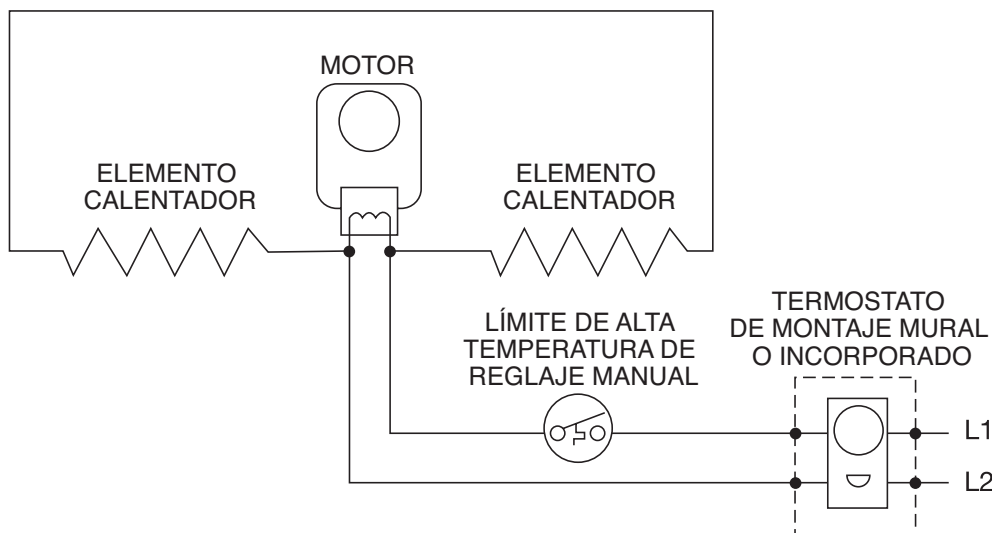 MOTOR
ELEMENTO
CALENTADOR
ELEMENTO
CALENTADOR
LÍMITE DE ALTA
TEMPERATURA DE
REGLAJE MANUAL
TERMOSTATO
DE MONTAJE MURAL
O INCORPORADO
L1
L2